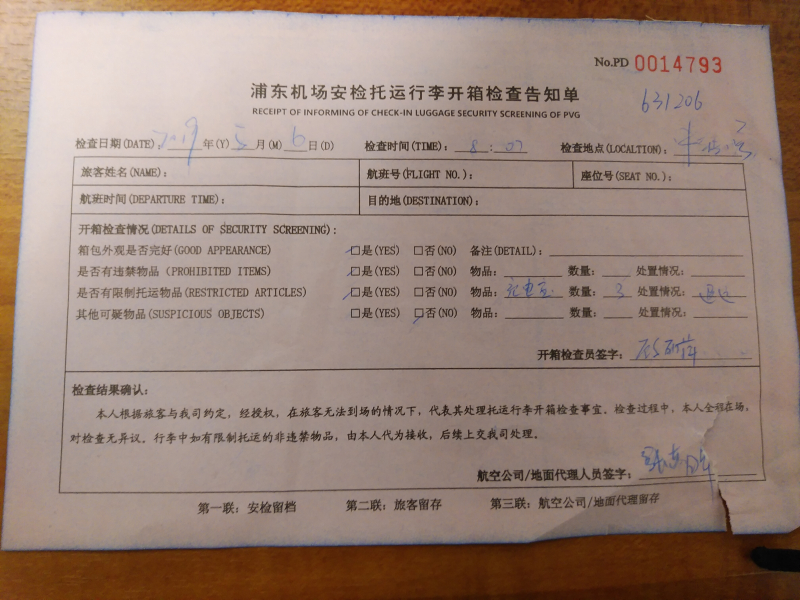 No.PD 0014793
浦东机场安检托运行李开箱检查告知单
631206
RECEIPT OF INFORMING OF CHECK-IN LUGGAGE SECURITY SCREENING OF PVG
检查日期(DATE): 2019 年(Y) 5 月(M) 6 日(D) 检查时间(TIME): 8 : 07 检查地点(LOCALTION):
旅客姓名(NAME): 航班号(FLIGHT NO.): 座位号(SEAT NO.):
航班时间(DEPARTURE TIME): 目的地(DESTINATION):
开箱检查情况(DETAILS OF SECURITY SCREENING):
箱包外观是否完好(GOOD APPEARANCE) □是(YES) □否(NO) 备注(DETAIL):
是否有违禁物品 (PROHIBITED ITEMS) □是(YES) □否(NO) 物品: 数量: 处置情况:
是否有限制托运物品(RESTRICTED ARTICLES) □是(YES) □否(NO) 物品: 充电宝 数量: 3 处置情况:
其他可疑物品(SUSPICIOUS OBJECTS) □是(YES) □否(NO) 物品: 数量: 处置情况:
开箱检查员签字:
检查结果确认:
本人根据旅客与我司约定，经授权，在旅客无法到场的情况下，代表其处理托运行李开箱检查事宜。检查过程中，本人全程在场，
对检查无异议。行李中如有限制托运的非违禁物品，由本人代为接收，后续上交我司处理。
航空公司/地面代理人员签字:
第一联: 安检留档 第二联: 旅客留存 第三联: 航空公司/地面代理留存